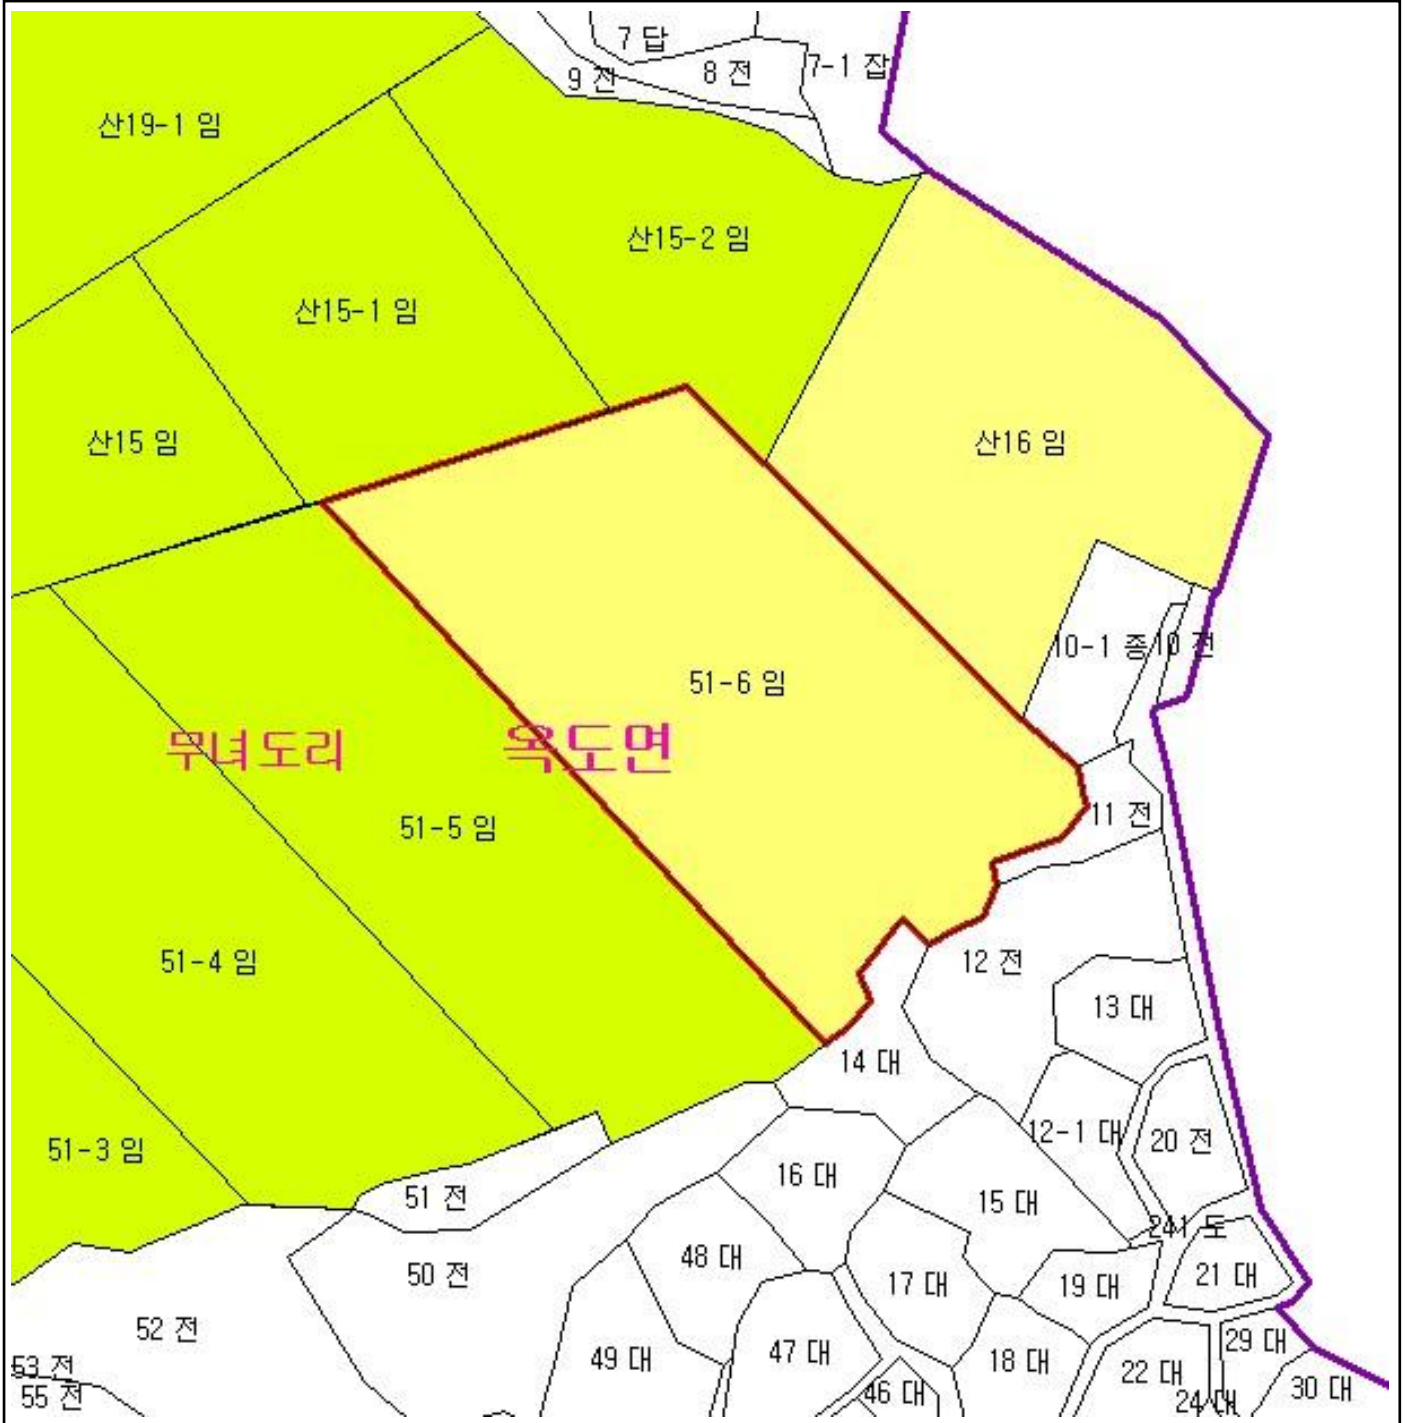 7 답
7-1 잡
8 전
9 전
산19-1 임
산15-2 임
산15-1 임
산15 임
산16 임
10-1 종
10 전
51-6 임
무녀도리
옥도면
11 전
51-5 임
51-4 임
12 전
13 대
14 대
12-1 대
20 전
51-3 임
16 대
51 전
15 대
241 도
48 대
50 전
17 대
19 대
21 대
52 전
49 대
47 대
18 대
29 대
53 전
22 대
55 전
46 대
24 대
30 대